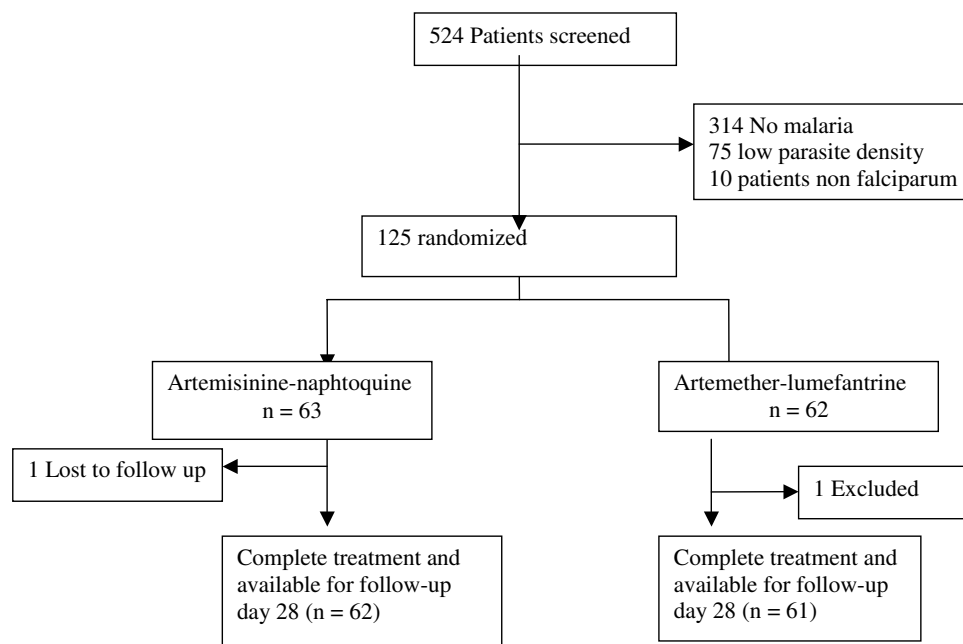 524 Patients screened
314 No malaria
75 low parasite density
10 patients non falciparum
125 randomized
Artemisinine-naphtoquine
n = 63
Artemether-lumefantrine
n = 62
1 Lost to follow up
1 Excluded
Complete treatment and
available for follow-up
day 28 (n = 62)
Complete treatment and
available for follow-up
day 28 (n = 61)